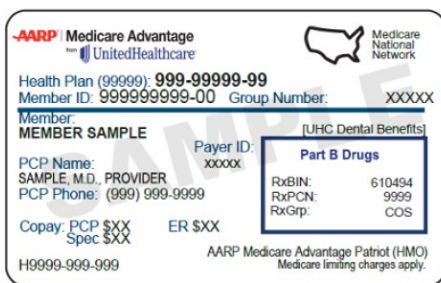 AARP Medicare Advantage
from UnitedHealthcare
Medicare
National
Network
Health Plan (99999): 999-99999-99
Member ID: 999999999-00 Group Number: XXXXX
Member:
MEMBER SAMPLE
[UHC Dental Benefits]
Payer ID:
XXXXX
PCP Name:
SAMPLE, M.D., PROVIDER
PCP Phone: (999) 999-9999
Part B Drugs
RxBIN: 610494
RxPCN: 9999
RxGrp: COS
Copay: PCP $XX ER $XX
Spec $XX
AARP Medicare Advantage Patriot (HMO)
H9999-999-999 Medicare limiting charges apply.
SAMPLE